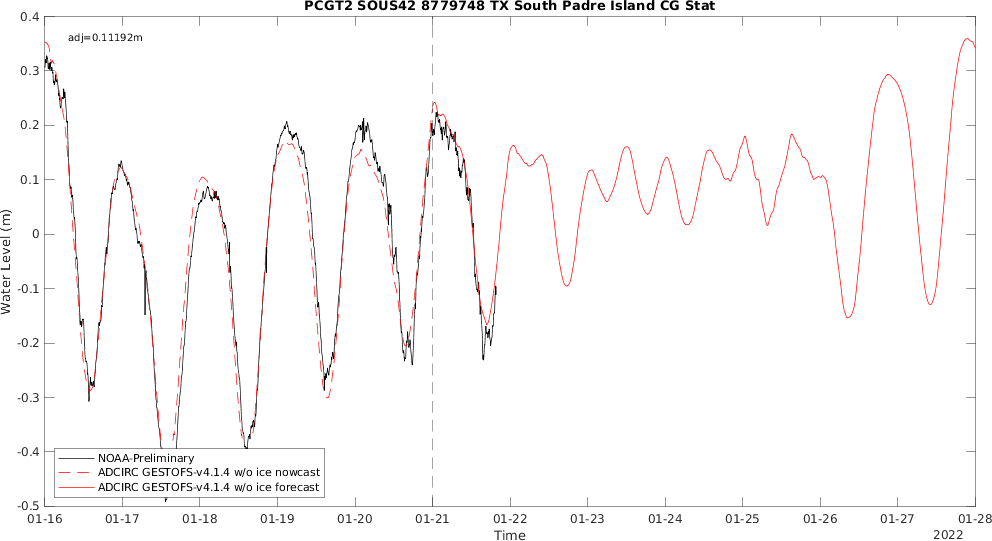 PCGT2 SOUS42 8779748 TX South Padre Island CG Stat
adj=0.11192m
0.4
0.3
0.2
0.1
0
-0.1
-0.2
-0.3
-0.4
-0.5
Water Level (m)
NOAA-Preliminary
ADCIRC GESTOFS-v4.1.4 w/o ice nowcast
ADCIRC GESTOFS-v4.1.4 w/o ice forecast
01-16 01-17 01-18 01-19 01-20 01-21 01-22 01-23 01-24 01-25 01-26 01-27 01-28
Time
2022